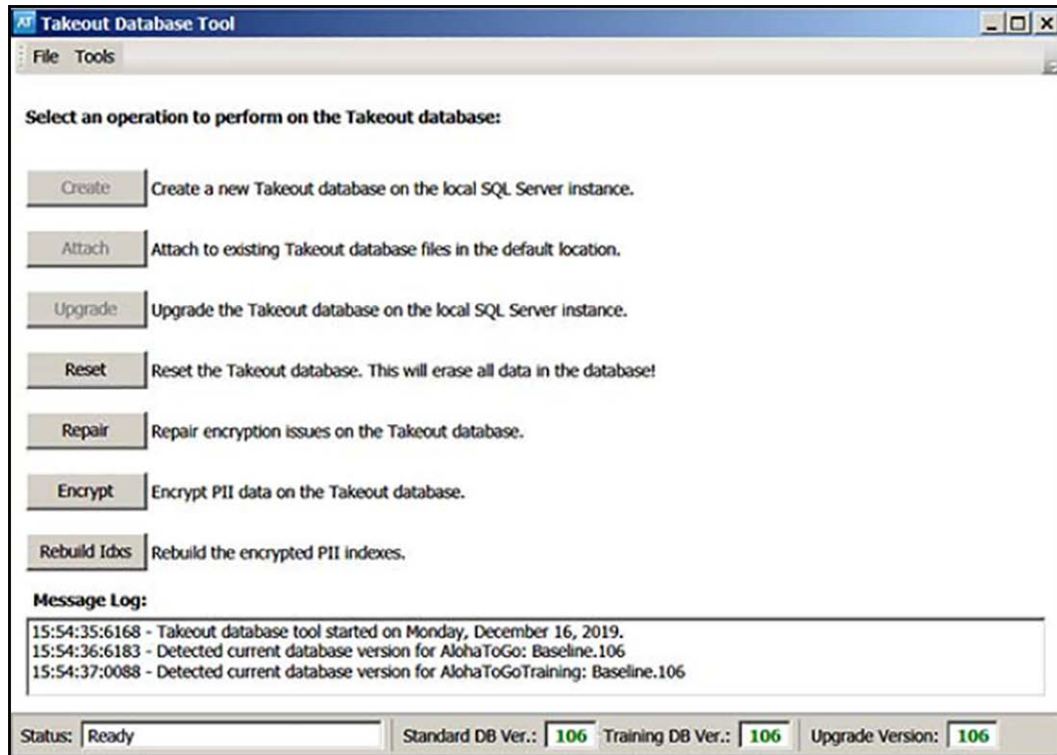 AT Takeout Database Tool
File Tools
Select an operation to perform on the Takeout database:
Create Create a new Takeout database on the local SQL Server instance.
Attach Attach to existing Takeout database files in the default location.
Upgrade Upgrade the Takeout database on the local SQL Server instance.
Reset Reset the Takeout database. This will erase all data in the database!
Repair Repair encryption issues on the Takeout database.
Encrypt Encrypt PII data on the Takeout database.
Rebuild Idxs Rebuild the encrypted PII indexes.
Message Log:
15:54:35:6168 - Takeout database tool started on Monday, December 16, 2019.
15:54:36:6183 - Detected current database version for AlohaToGo: Baseline.106
15:54:37:0088 - Detected current database version for AlohaToGoTraining: Baseline.106
Status: Ready Standard DB Ver.: 106 Training DB Ver.: 106 Upgrade Version: 106